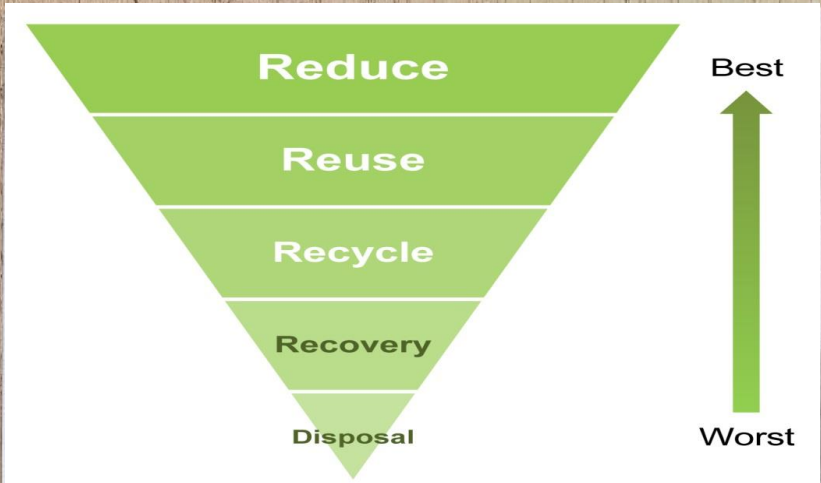 Reduce
Best
Reuse
Recycle
Recovery
Disposal
Worst